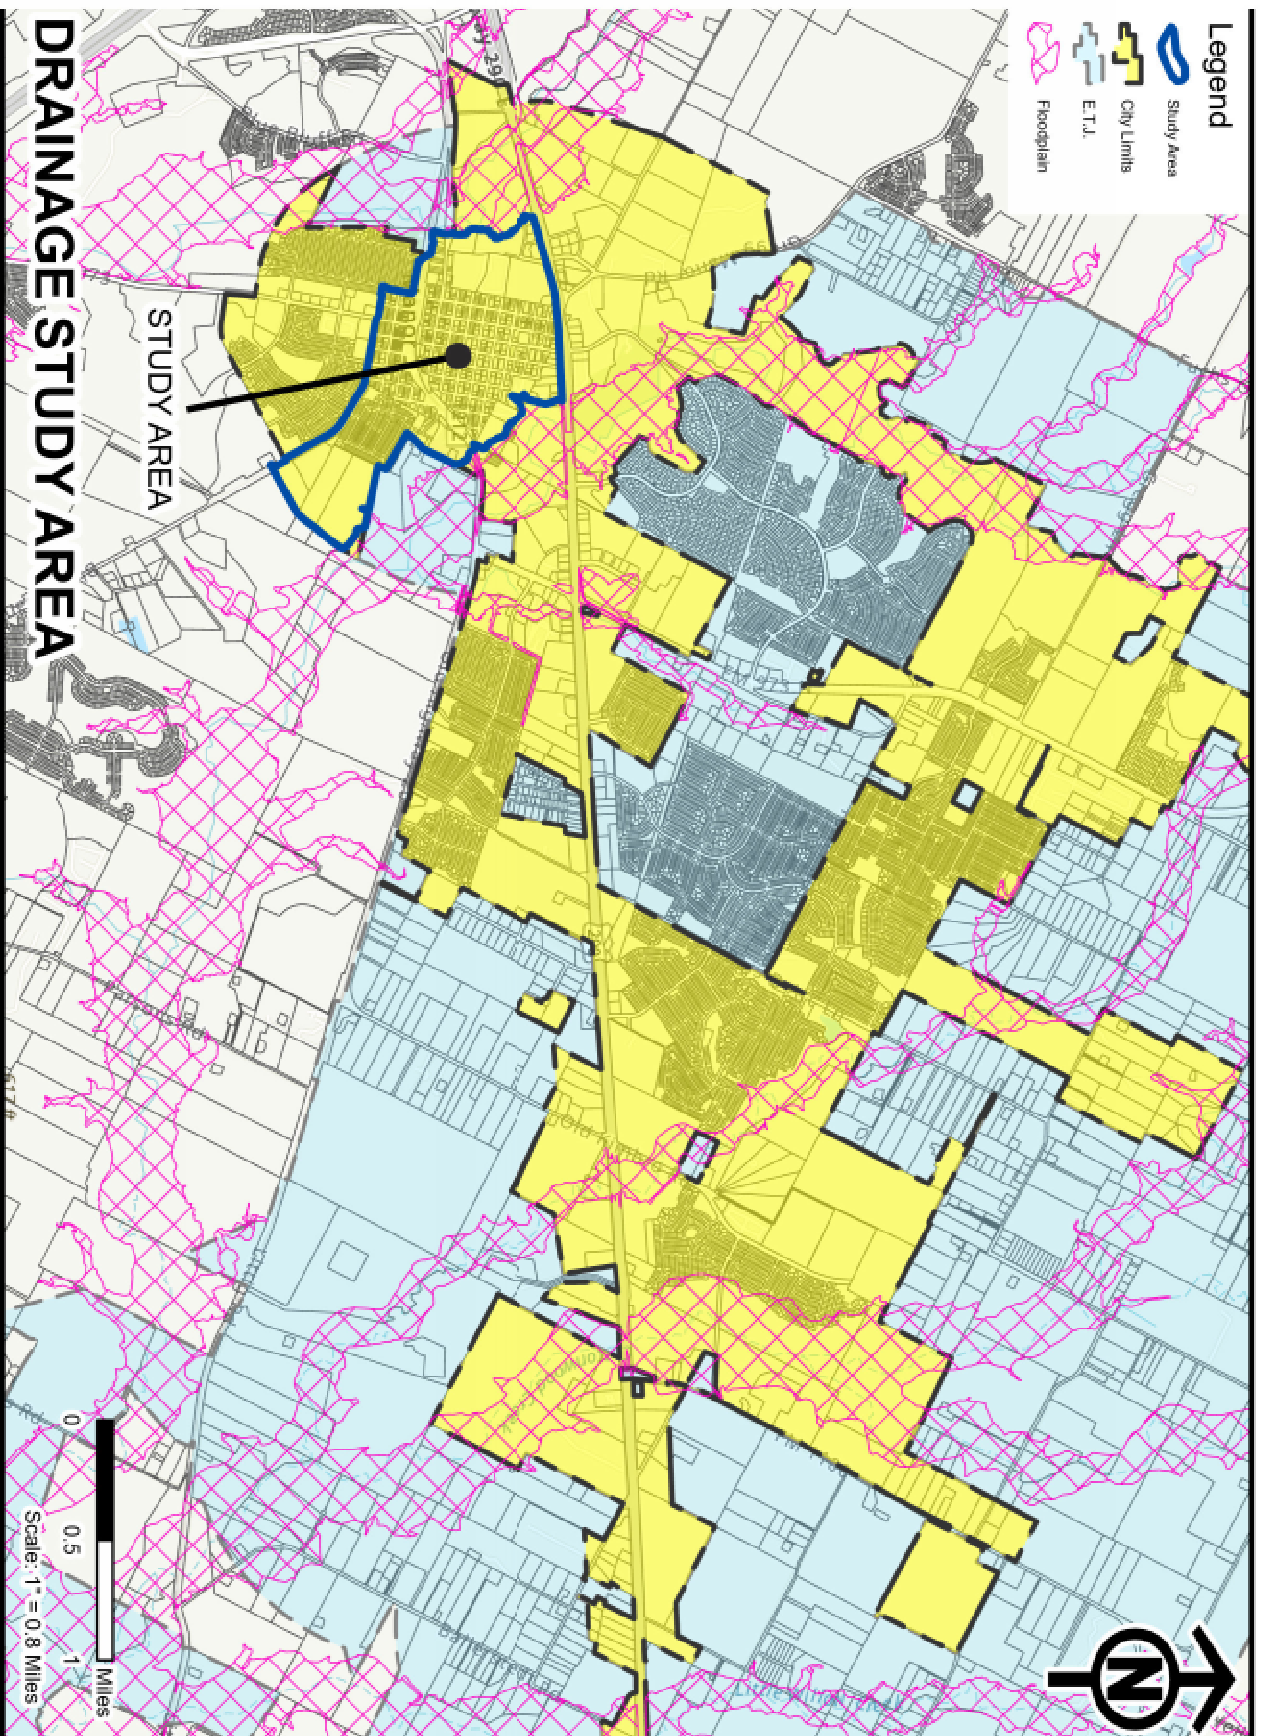 Legend
Study Area
City Limits
E.T.J.
Floodplain
STUDY AREA
DRAINAGE STUDY AREA
0
0.5
1
Miles
Scale: 1" = 0.8 Miles
N